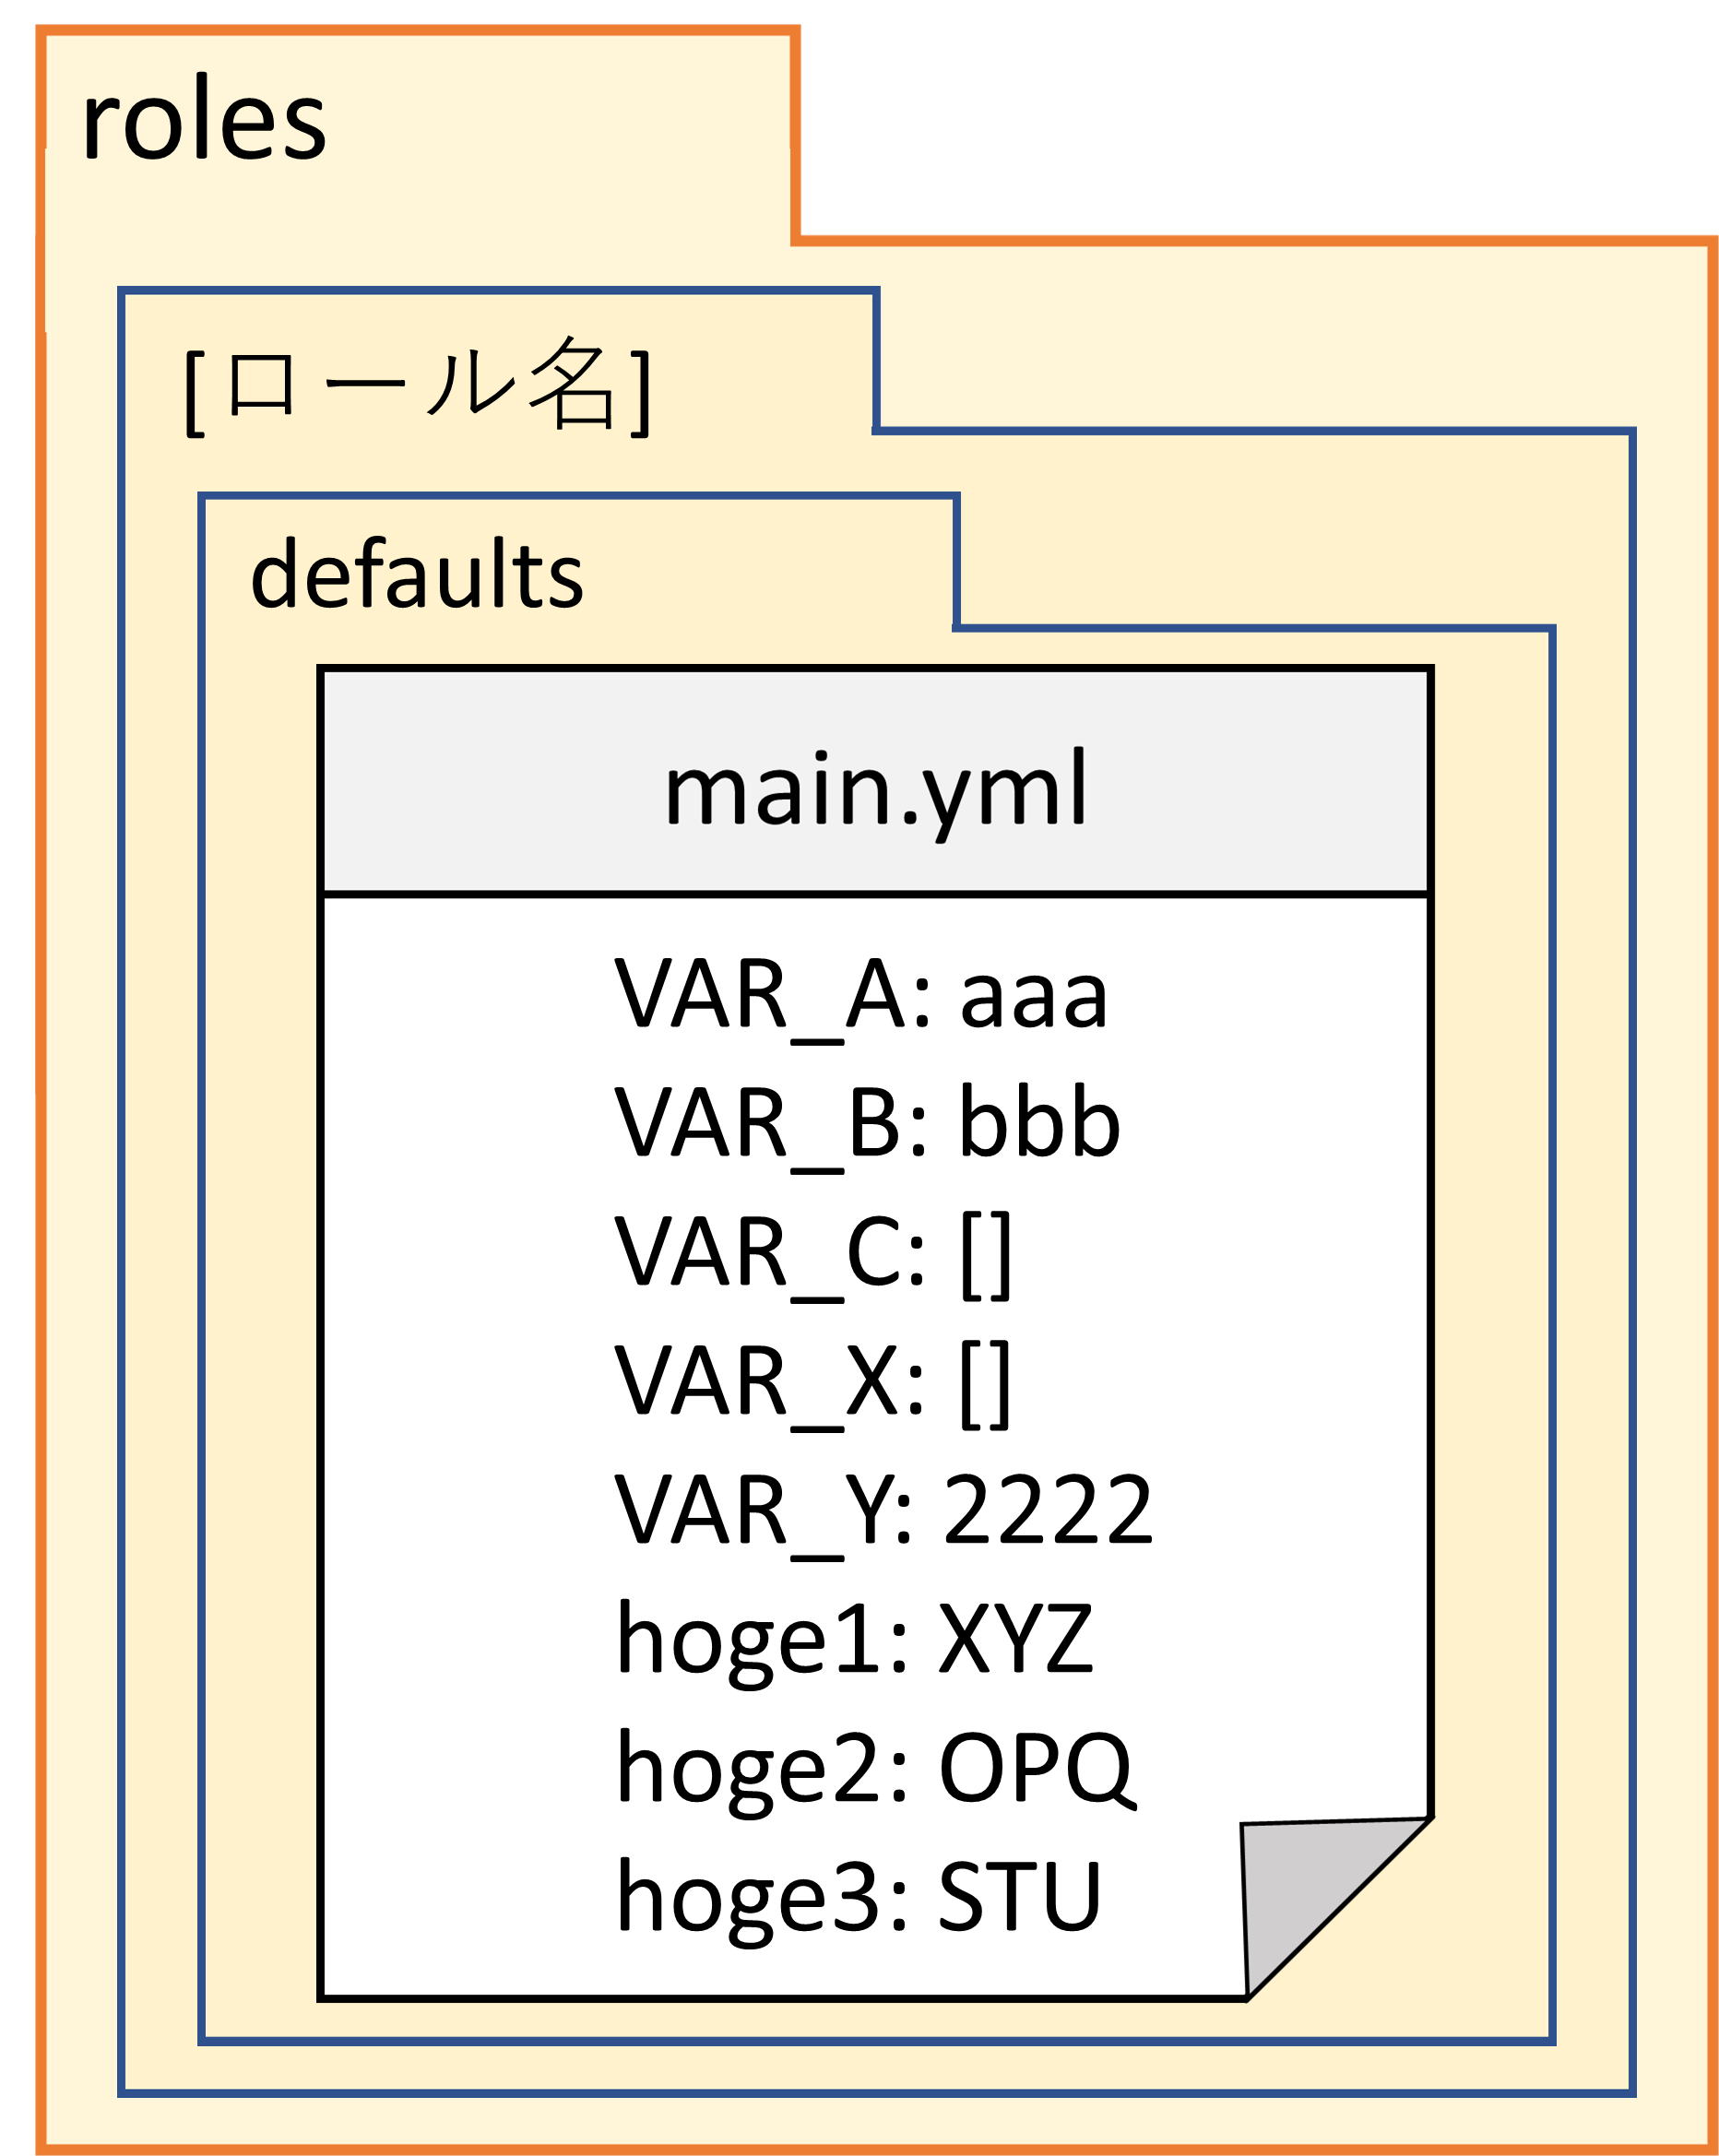 roles
[ロール名]
defaults
main.yml
VAR_A: aaa
VAR_B: bbb
VAR_C: []
VAR_X: []
VAR_Y: 2222
hoge1: XYZ
hoge2: OPQ
hoge3: STU